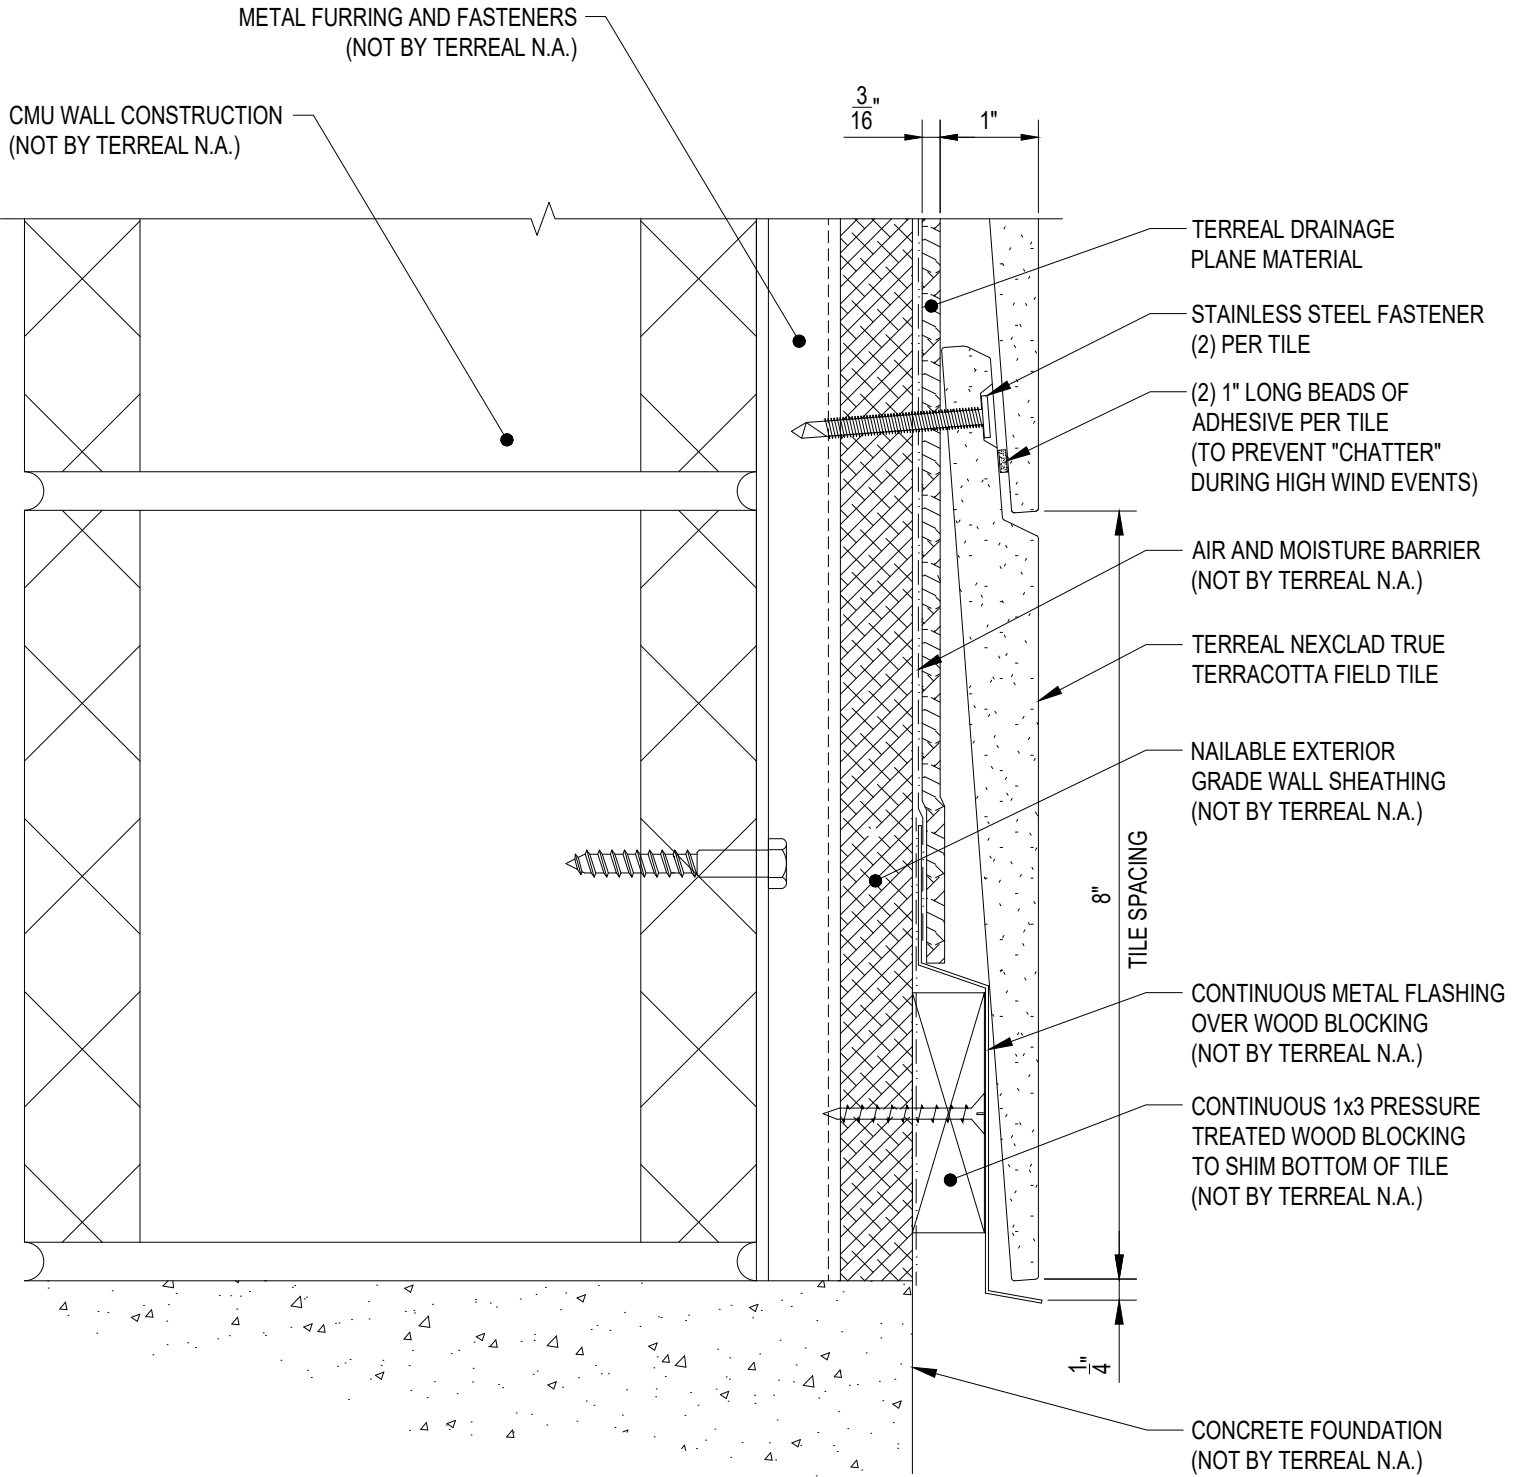 METAL FURRING AND FASTENERS
(NOT BY TERREAL N.A.)
CMU WALL CONSTRUCTION
(NOT BY TERREAL N.A.)
3/16"
1"
TERREAL DRAINAGE
PLANE MATERIAL
STAINLESS STEEL FASTENER
(2) PER TILE
(2) 1" LONG BEADS OF
ADHESIVE PER TILE
(TO PREVENT "CHATTER"
DURING HIGH WIND EVENTS)
AIR AND MOISTURE BARRIER
(NOT BY TERREAL N.A.)
TERREAL NEXCLAD TRUE
TERRACOTTA FIELD TILE
NAILABLE EXTERIOR
GRADE WALL SHEATHING
(NOT BY TERREAL N.A.)
8"
TILE SPACING
CONTINUOUS METAL FLASHING
OVER WOOD BLOCKING
(NOT BY TERREAL N.A.)
CONTINUOUS 1x3 PRESSURE
TREATED WOOD BLOCKING
TO SHIM BOTTOM OF TILE
(NOT BY TERREAL N.A.)
1/4"
CONCRETE FOUNDATION
(NOT BY TERREAL N.A.)